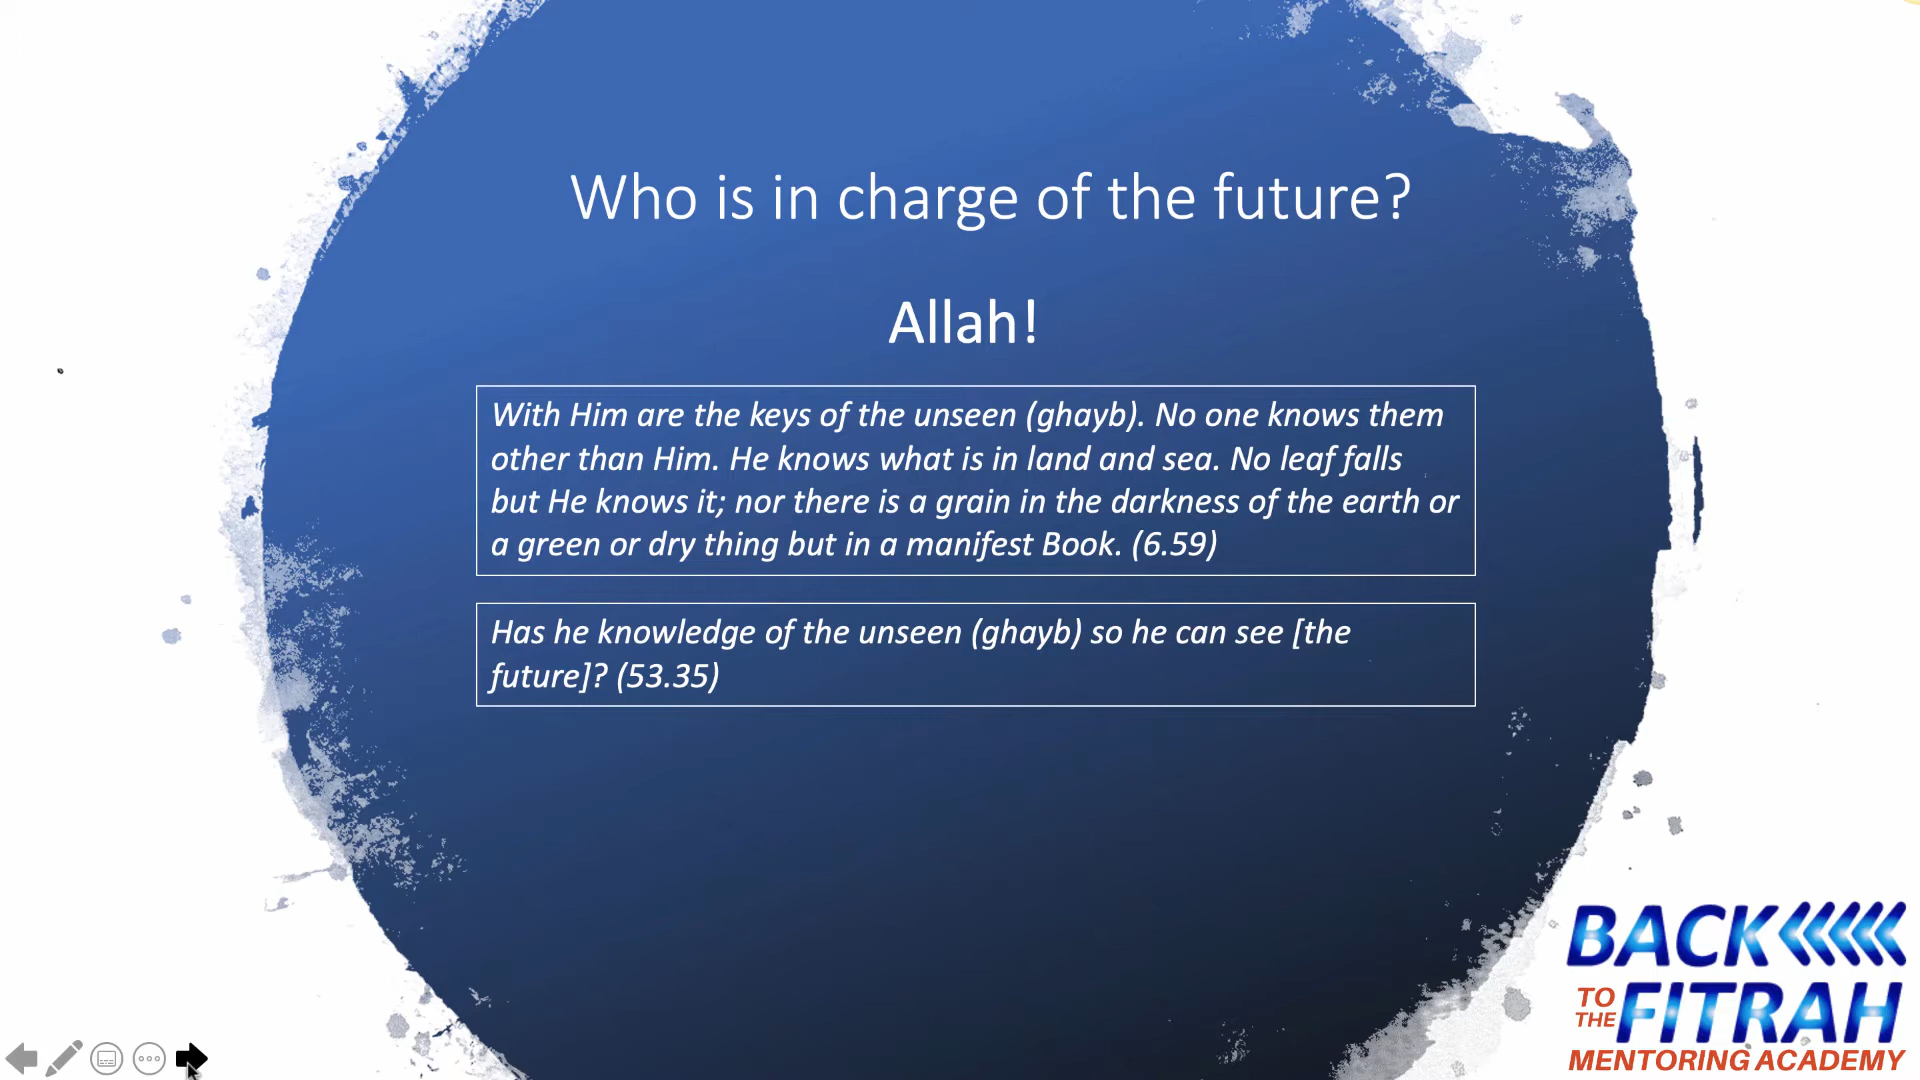 Who is in charge of the future?
Allah!
With Him are the keys of the unseen (ghayb). No one knows them
other than Him. He knows what is in land and sea. No leaf falls
but He knows it; nor there is a grain in the darkness of the earth or
a green or dry thing but in a manifest Book. (6.59)
Has he knowledge of the unseen (ghayb) so he can see [the
future]? (53.35)
BACK
TO THE FITRAH
MENTORING ACADEMY